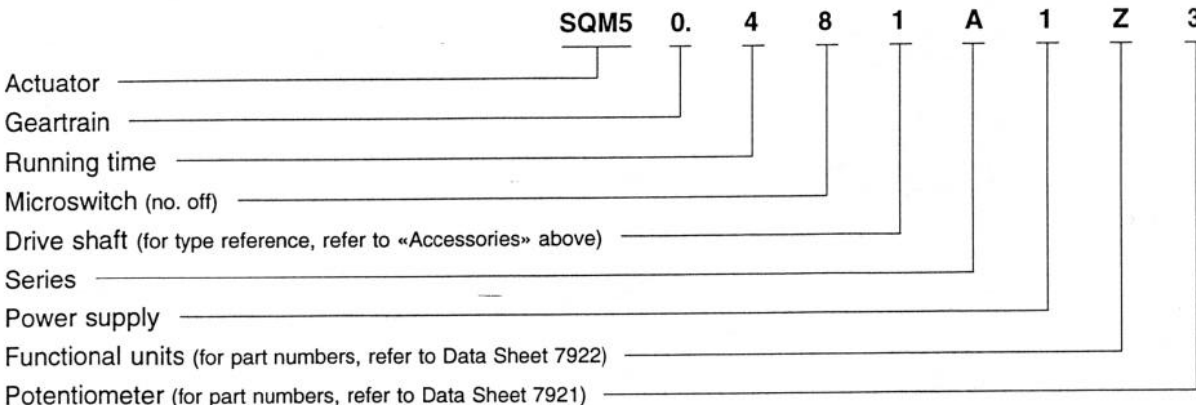 SQM5 0. 4 8 1 A 1 Z 3
Actuator
Geartrain
Running time
Microswitch (no. off)
Drive shaft (for type reference, refer to «Accessories» above)
Series
Power supply
Functional units (for part numbers, refer to Data Sheet 7922)
Potentiometer (for part numbers, refer to Data Sheet 7921)